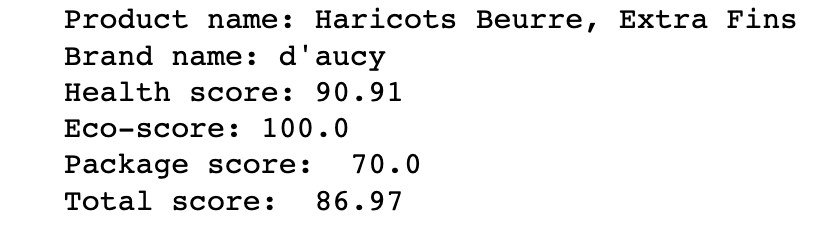 Product name: Haricots Beurre, Extra Fins
Brand name: d'aucy
Health score: 90.91
Eco-score: 100.0
Package score:  70.0
Total score:  86.97